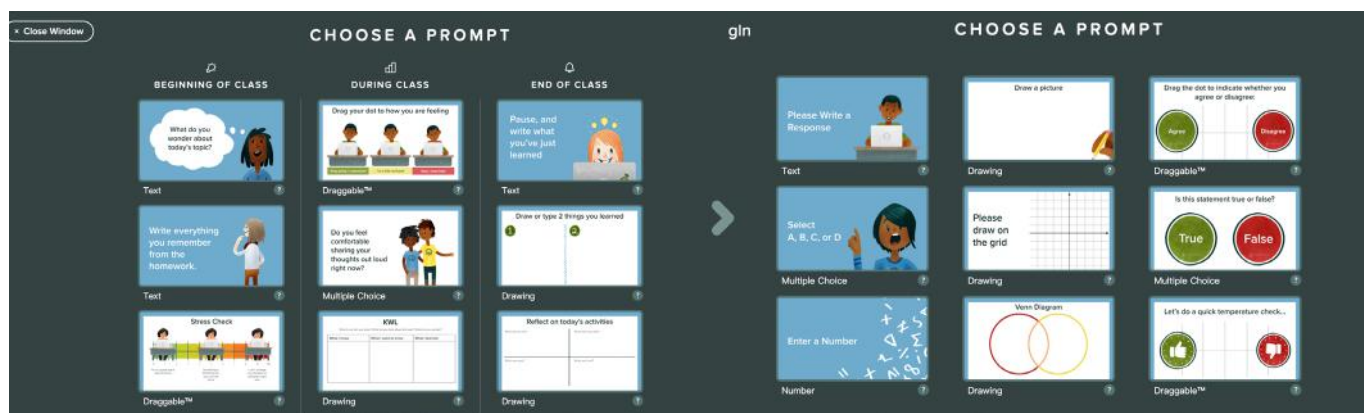 × Close Window
CHOOSE A PROMPT
BEGINNING OF CLASS
DURING CLASS
END OF CLASS
What do you
wonder about
today's topic?
Text
Drag your dot to how you are feeling
Draggable™
Pause, and
write what
you've just
learned
Text
Write everything
you remember
from the
homework.
Text
Do you feel
comfortable
sharing your
thoughts out loud
right now?
Multiple Choice
Draw or type 2 things you learned
1
2
Drawing
Stress Check
Draggable™
KWL
Drawing
Reflect on today's activities
Drawing
gin
CHOOSE A PROMPT
Please Write a
Response
Text
Draw a picture
Drawing
Drag the dot to indicate whether you
agree or disagree:
Agree
Disagree
Draggable™
Select
A, B, C, or D
Multiple Choice
Please
draw on
the grid
Drawing
Is this statement true or false?
True
False
Multiple Choice
Enter a Number
Number
Venn Diagram
Drawing
Let's do a quick temperature check...
Draggable™